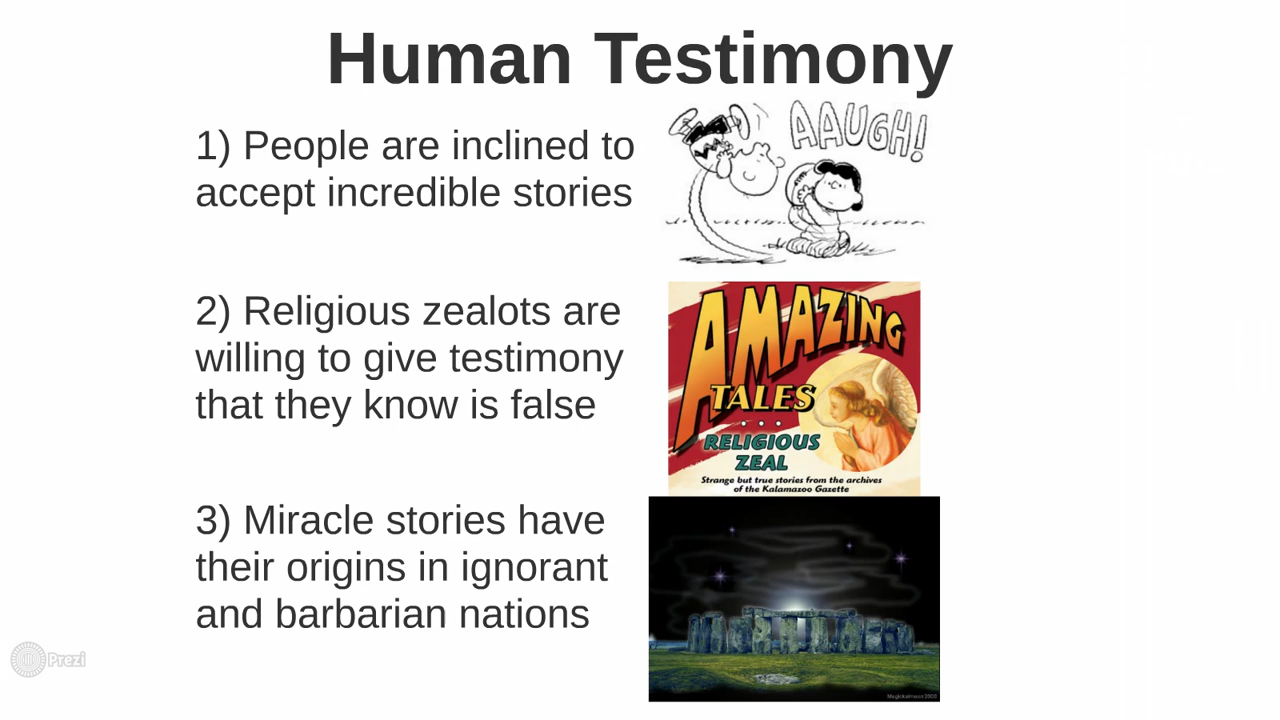 Human Testimony
1) People are inclined to
accept incredible stories
AAUGH!
2) Religious zealots are
willing to give testimony
that they know is false
AMAZING
TALES
RELIGIOUS
ZEAL
Strange but true stories from the archives
of the Kalamazoo Gazette
3) Miracle stories have
their origins in ignorant
and barbarian nations
Prezi